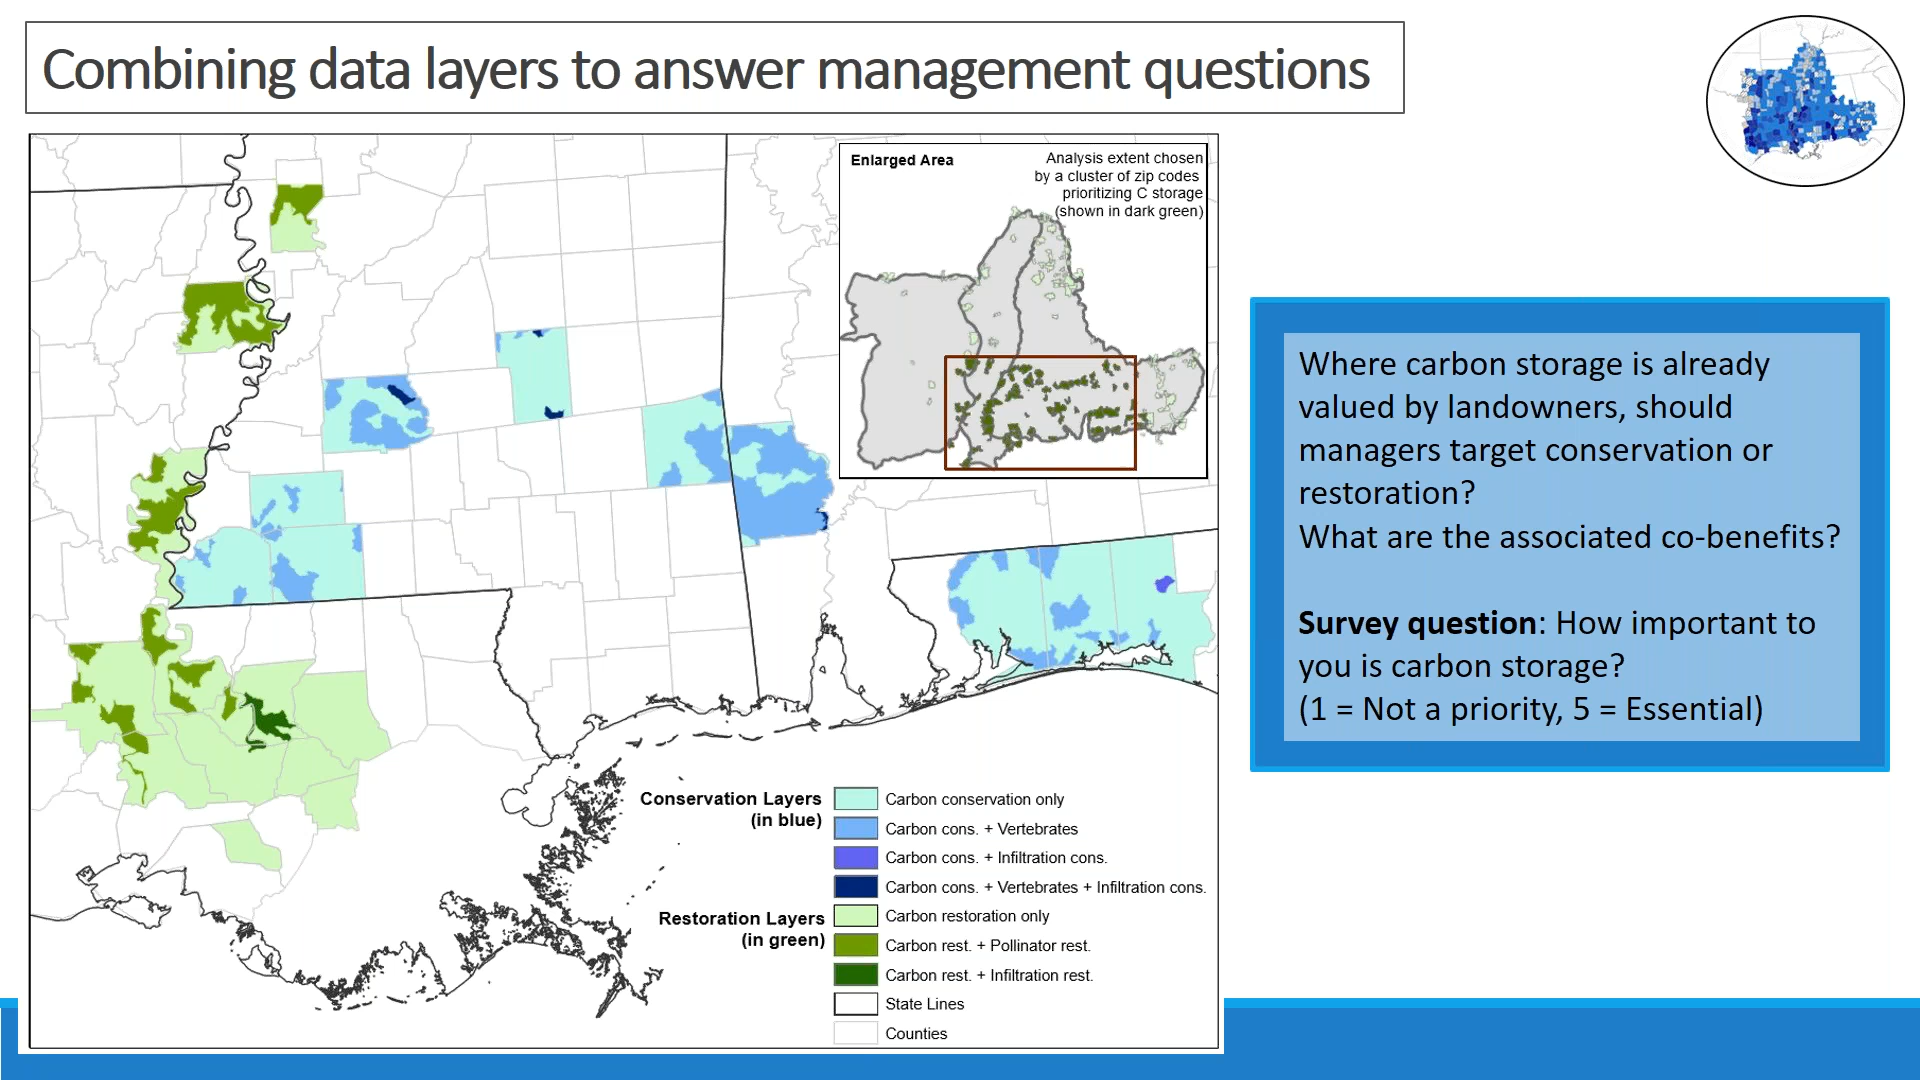 Combining data layers to answer management questions
Enlarged Area
Analysis extent chosen
by a cluster of zip codes
prioritizing C storage
(shown in dark green)
Where carbon storage is already
valued by landowners, should
managers target conservation or
restoration?
What are the associated co-benefits?
Survey question: How important to
you is carbon storage?
(1 = Not a priority, 5 = Essential)
Conservation Layers
(in blue)
Carbon conservation only
Carbon cons. + Vertebrates
Carbon cons. + Infiltration cons.
Carbon cons. + Vertebrates + Infiltration cons.
Restoration Layers
(in green)
Carbon restoration only
Carbon rest. + Pollinator rest.
Carbon rest. + Infiltration rest.
State Lines
Counties